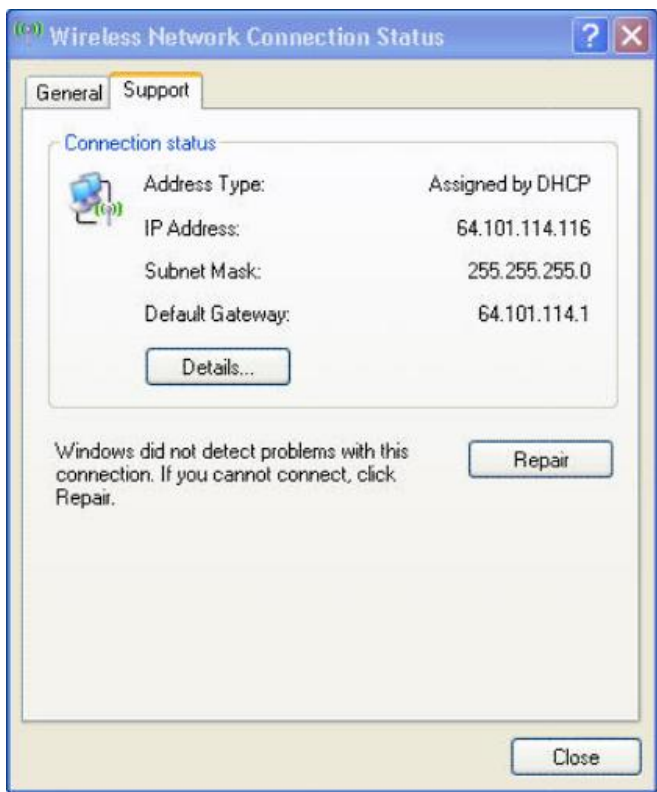 Wireless Network Connection Status
General Support
Connection status
Address Type: Assigned by DHCP
IP Address: 64.101.114.116
Subnet Mask: 255.255.255.0
Default Gateway: 64.101.114.1
Details...
Windows did not detect problems with this
connection. If you cannot connect, click
Repair.
Repair
Close